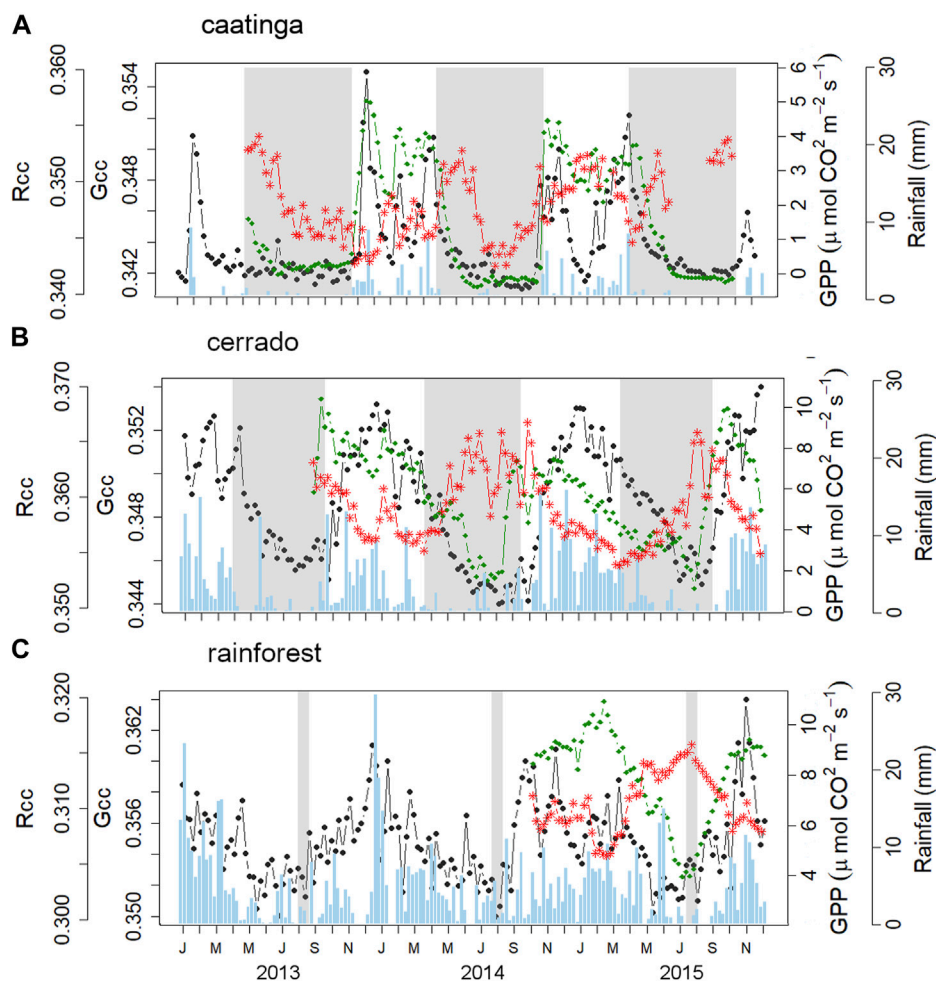 A caatinga
Rcc
0.340 0.350 0.360
Gcc
0.342 0.348 0.354
0 1 2 3 4 5 6
GPP (μ mol CO² m⁻² s⁻¹)
0 10 20 30
Rainfall (mm)
B cerrado
Rcc
0.350 0.360 0.370
Gcc
0.344 0.348 0.352
0 2 4 6 8 10
GPP (μ mol CO² m⁻² s⁻¹)
0 10 20 30
Rainfall (mm)
C rainforest
Rcc
0.300 0.310 0.320
Gcc
0.350 0.356 0.362
4 6 8 10
GPP (μ mol CO² m⁻² s⁻¹)
0 10 20 30
Rainfall (mm)
J M M J S N J M M J S N J M M J S N
2013 2014 2015